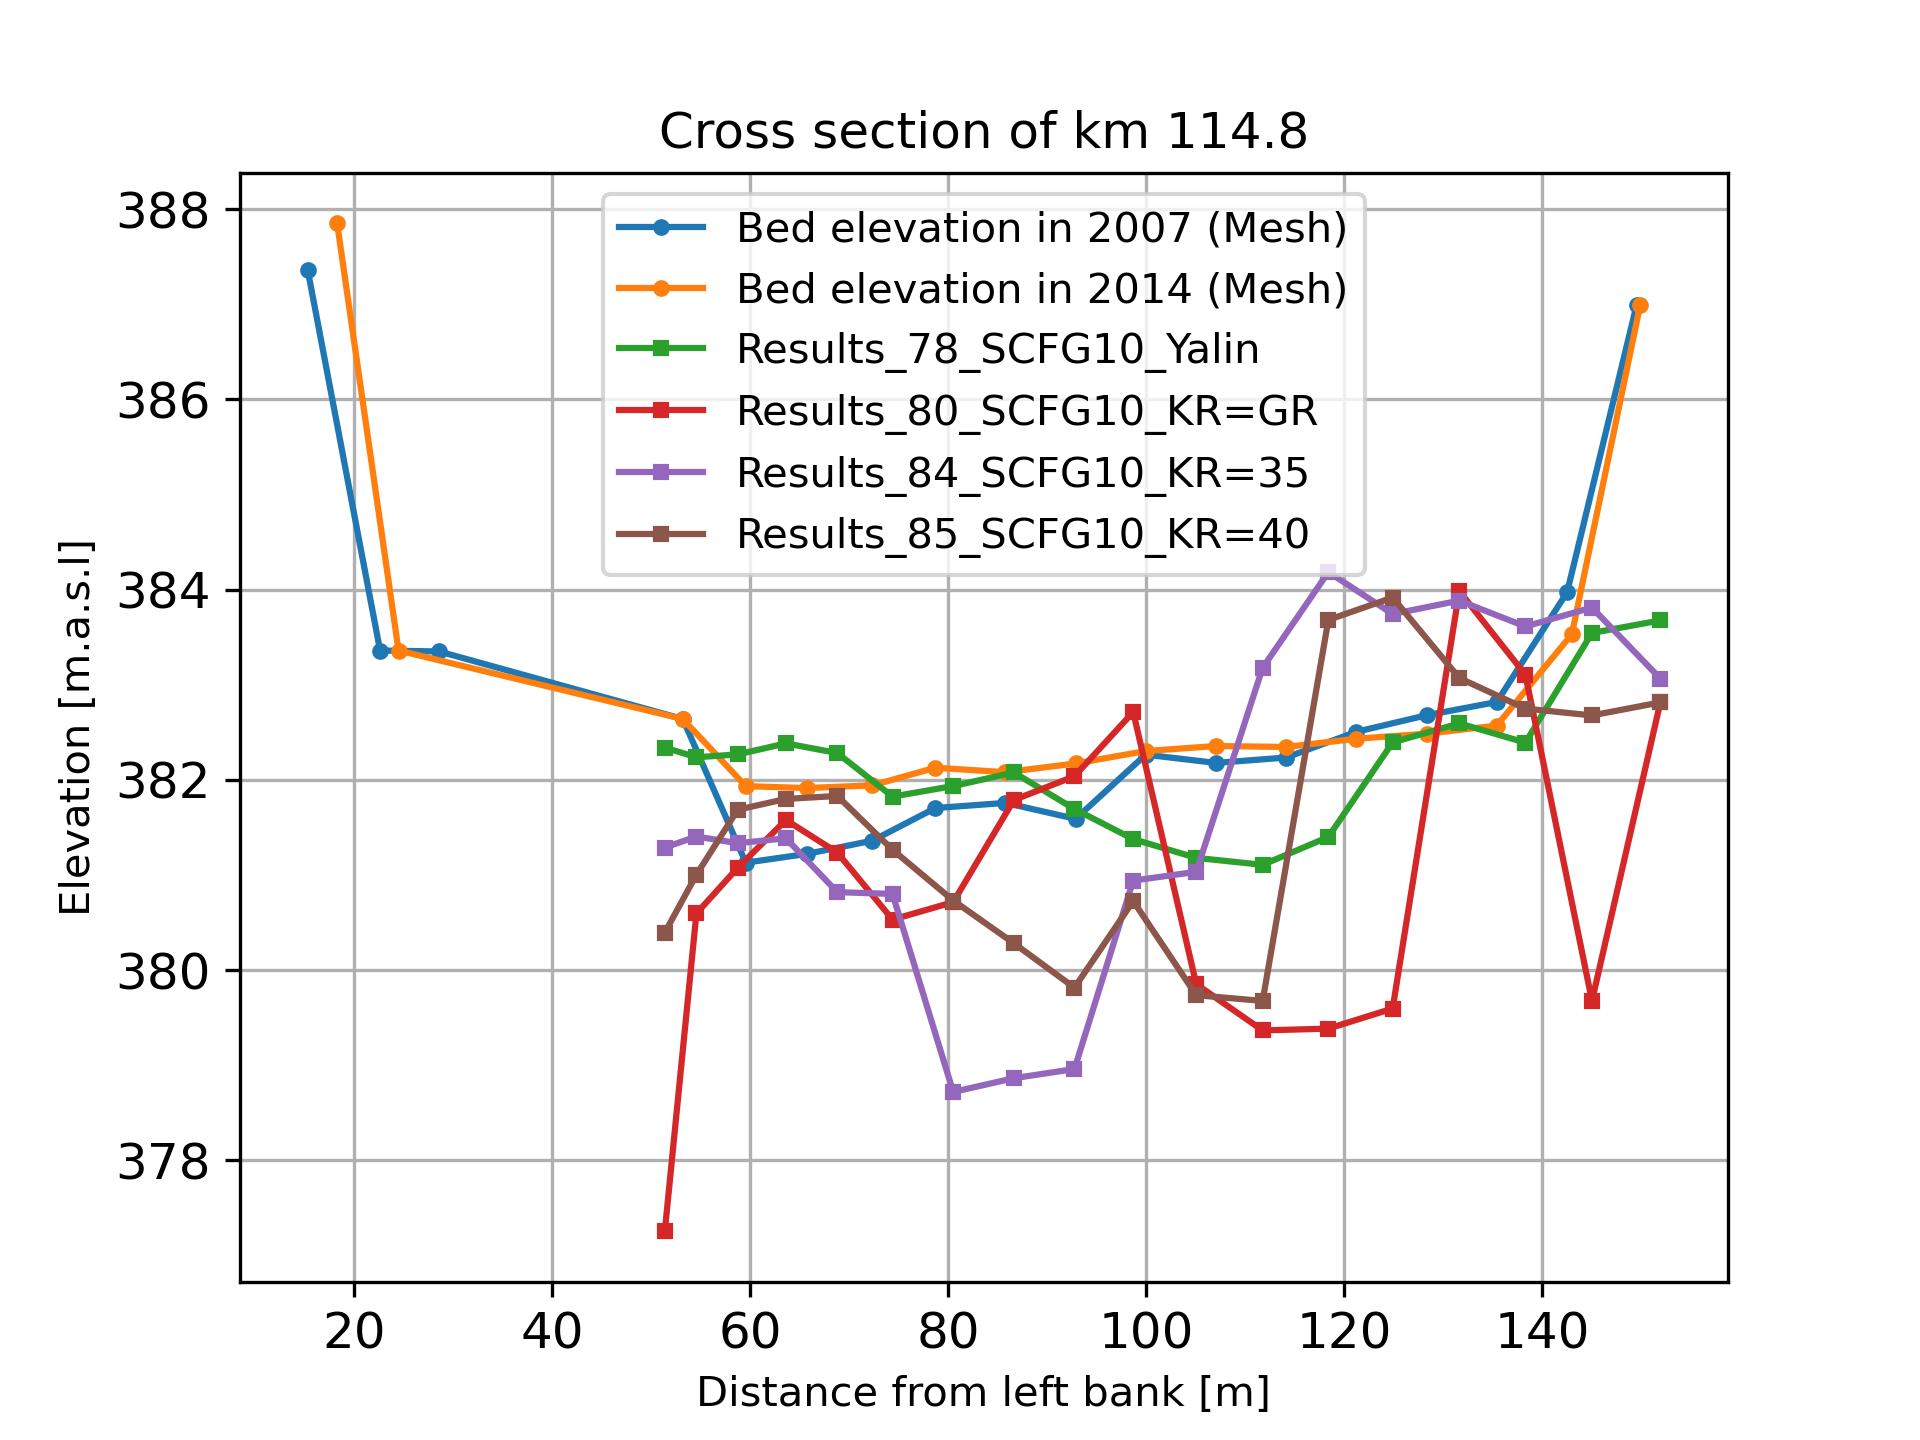 Cross section of km 114.8
Bed elevation in 2007 (Mesh)
Bed elevation in 2014 (Mesh)
Results_78_SCFG10_Yalin
Results_80_SCFG10_KR=GR
Results_84_SCFG10_KR=35
Results_85_SCFG10_KR=40
388
386
384
382
380
378
Elevation [m.a.s.l]
20 40 60 80 100 120 140
Distance from left bank [m]